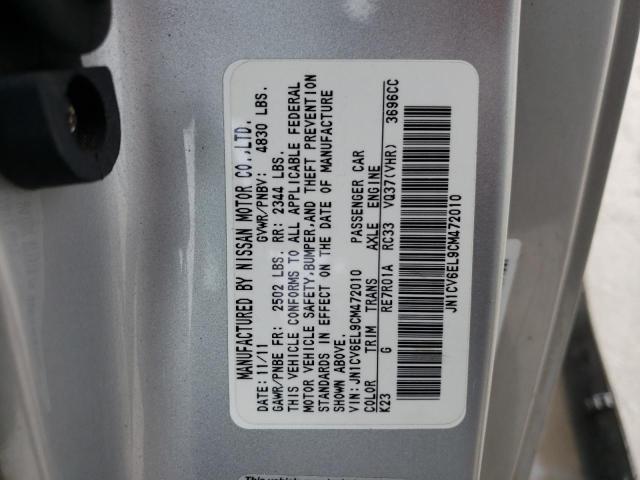 MANUFACTURED BY NISSAN MOTOR CO.,LTD.
DATE: 11/11 GVWR/PNBV: 4830 LBS.
GAWR/PNBE FR: 2502 LBS. RR: 2344 LBS.
THIS VEHICLE CONFORMS TO ALL APPLICABLE FEDERAL
MOTOR VEHICLE SAFETY,BUMPER,AND THEFT PREVENTION
STANDARDS IN EFFECT ON THE DATE OF MANUFACTURE
SHOWN ABOVE.
VIN: JN1CV6EL9CM472010 PASSENGER CAR
COLOR TRIM TRANS AXLE ENGINE
K23 G RE7R01A RC33 VQ37(VHR) 3696CC
JN1CV6EL9CM472010
This vehicle